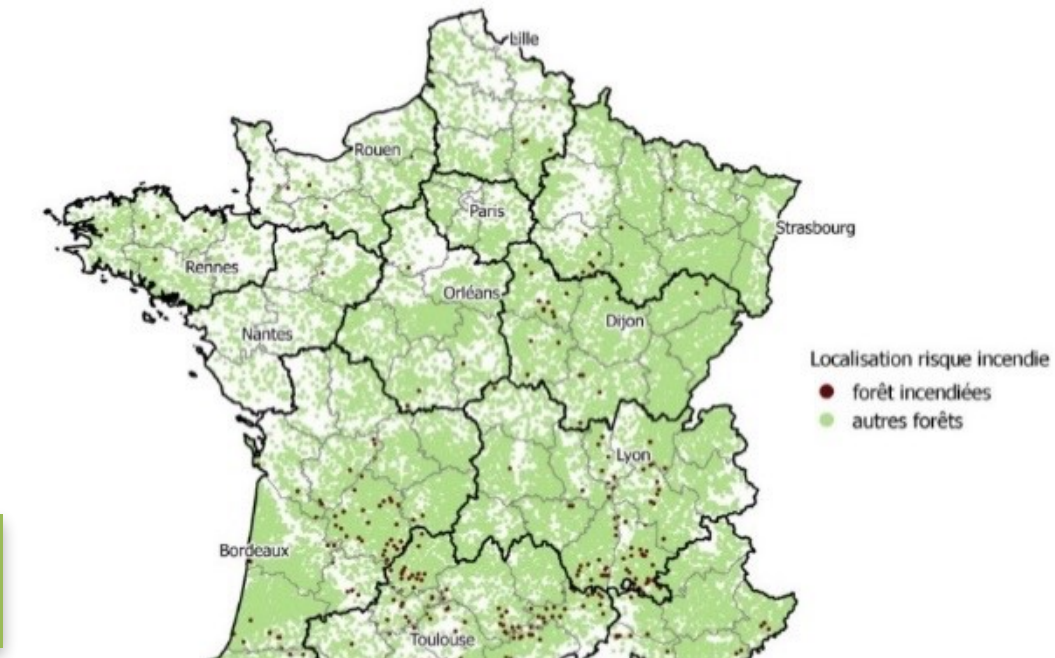 Lille
Rouen
Paris
Strasbourg
Rennes
Orléans
Dijon
Nantes
Localisation risque incendie
forêt incendiées
autres forêts
Lyon
Bordeaux
Toulouse